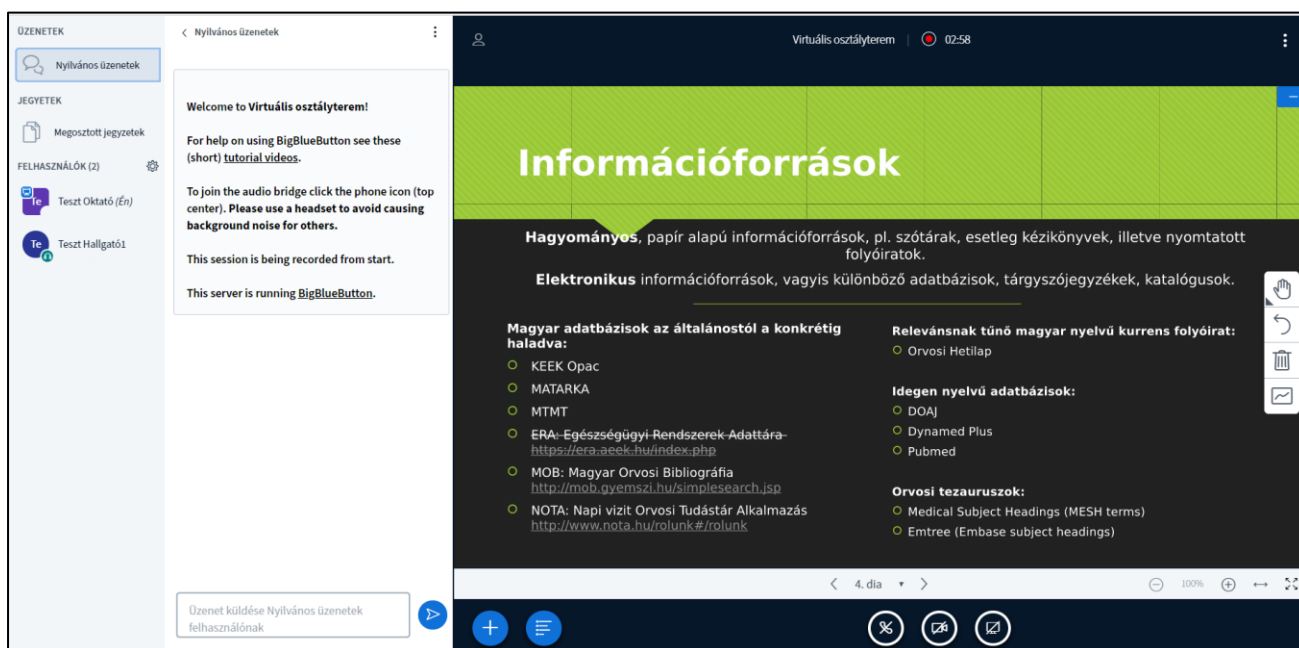 ÜZENETEK
Nyilvános üzenetek
JEGYETEK
Megosztott jegyzetek
FELHASZNÁLÓK (2)
Te
Teszt Oktató (Én)
Te
Teszt Hallgató1
Nyilvános üzenetek
Welcome to Virtuális osztályterem!
For help on using BigBlueButton see these
(short) tutorial videos.
To join the audio bridge click the phone icon (top
center). Please use a headset to avoid causing
background noise for others.
This session is being recorded from start.
This server is running BigBlueButton.
Üzenet küldése Nyilvános üzenetek
felhasználónak
Virtuális osztályterem
02:58
Információforrások
Hagyományos, papír alapú információforrások, pl. szótárak, esetleg kézikönyvek, illetve nyomtatott
folyóiratok.
Elektronikus információforrások, vagyis különböző adatbázisok, tárgyszójegyzékek, katalógusok.
Magyar adatbázisok az általánostól a konkrétig
haladva:
KEEK Opac
MATARKA
MTMT
ERA: Egészségügyi Rendszerek Adattára
https://era.aeek.hu/index.php
MOB: Magyar Orvosi Bibliográfia
http://mob.gyemszi.hu/simplesearch.jsp
NOTA: Napi vizit Orvosi Tudástár Alkalmazás
http://www.nota.hu/rolunk#/rolunk
Relevánsnak tűnő magyar nyelvű kurrens folyóirat:
Orvosi Hetilap
Idegen nyelvű adatbázisok:
DOAJ
Dynamed Plus
Pubmed
Orvosi tezauruszok:
Medical Subject Headings (MESH terms)
Emtree (Embase subject headings)
4. dia
100%